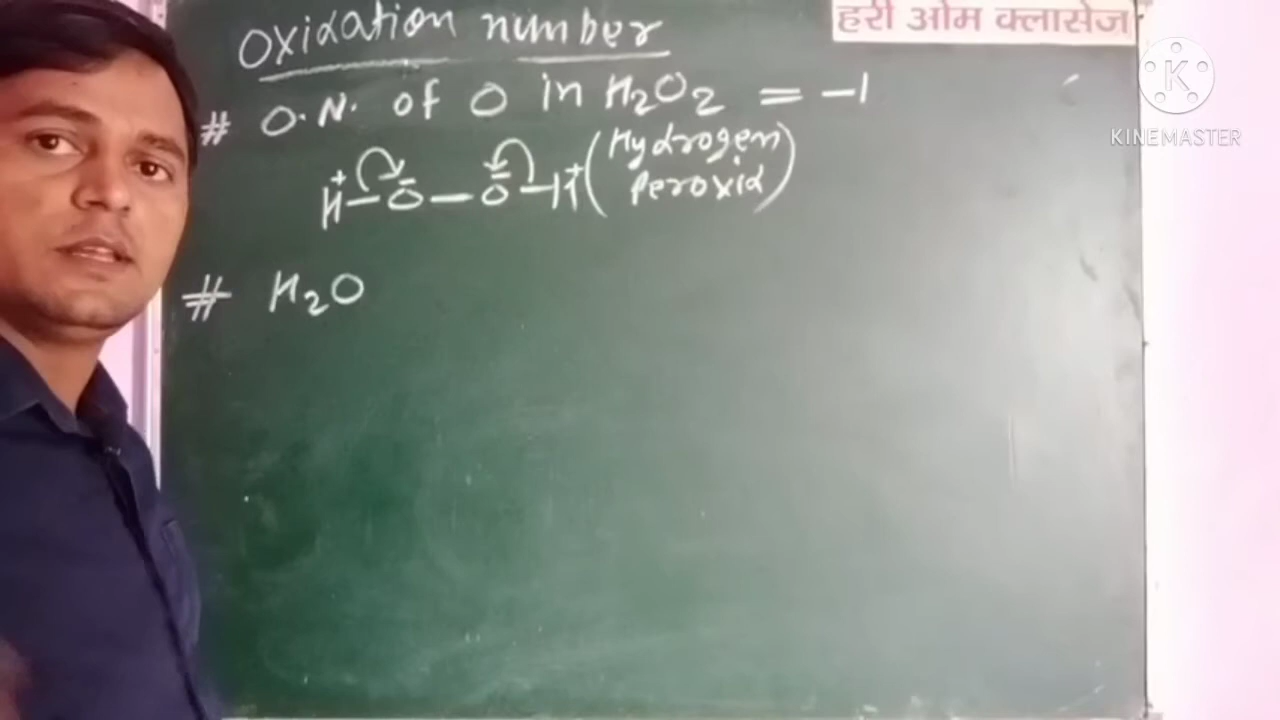 हरी ओम क्लासेज
KINEMASTER
Oxidation number
# O.N. of O in H₂O₂ = -1
H⁺ - O⁻ - O⁻ - H⁺ (Hydrogen
Peroxid)
# H₂O